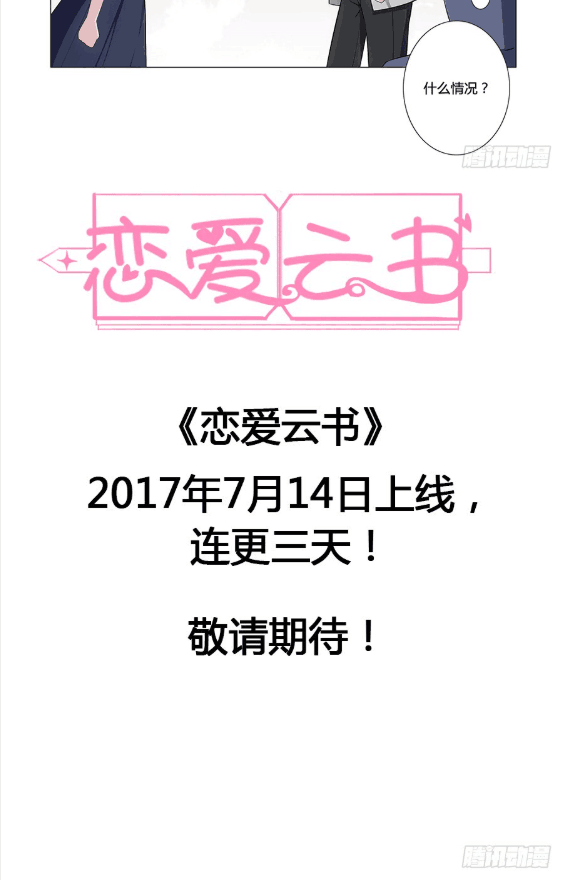 什么情况？
腾讯动漫
恋爱云书
《恋爱云书》
2017年7月14日上线，
连更三天！
敬请期待！
腾讯动漫